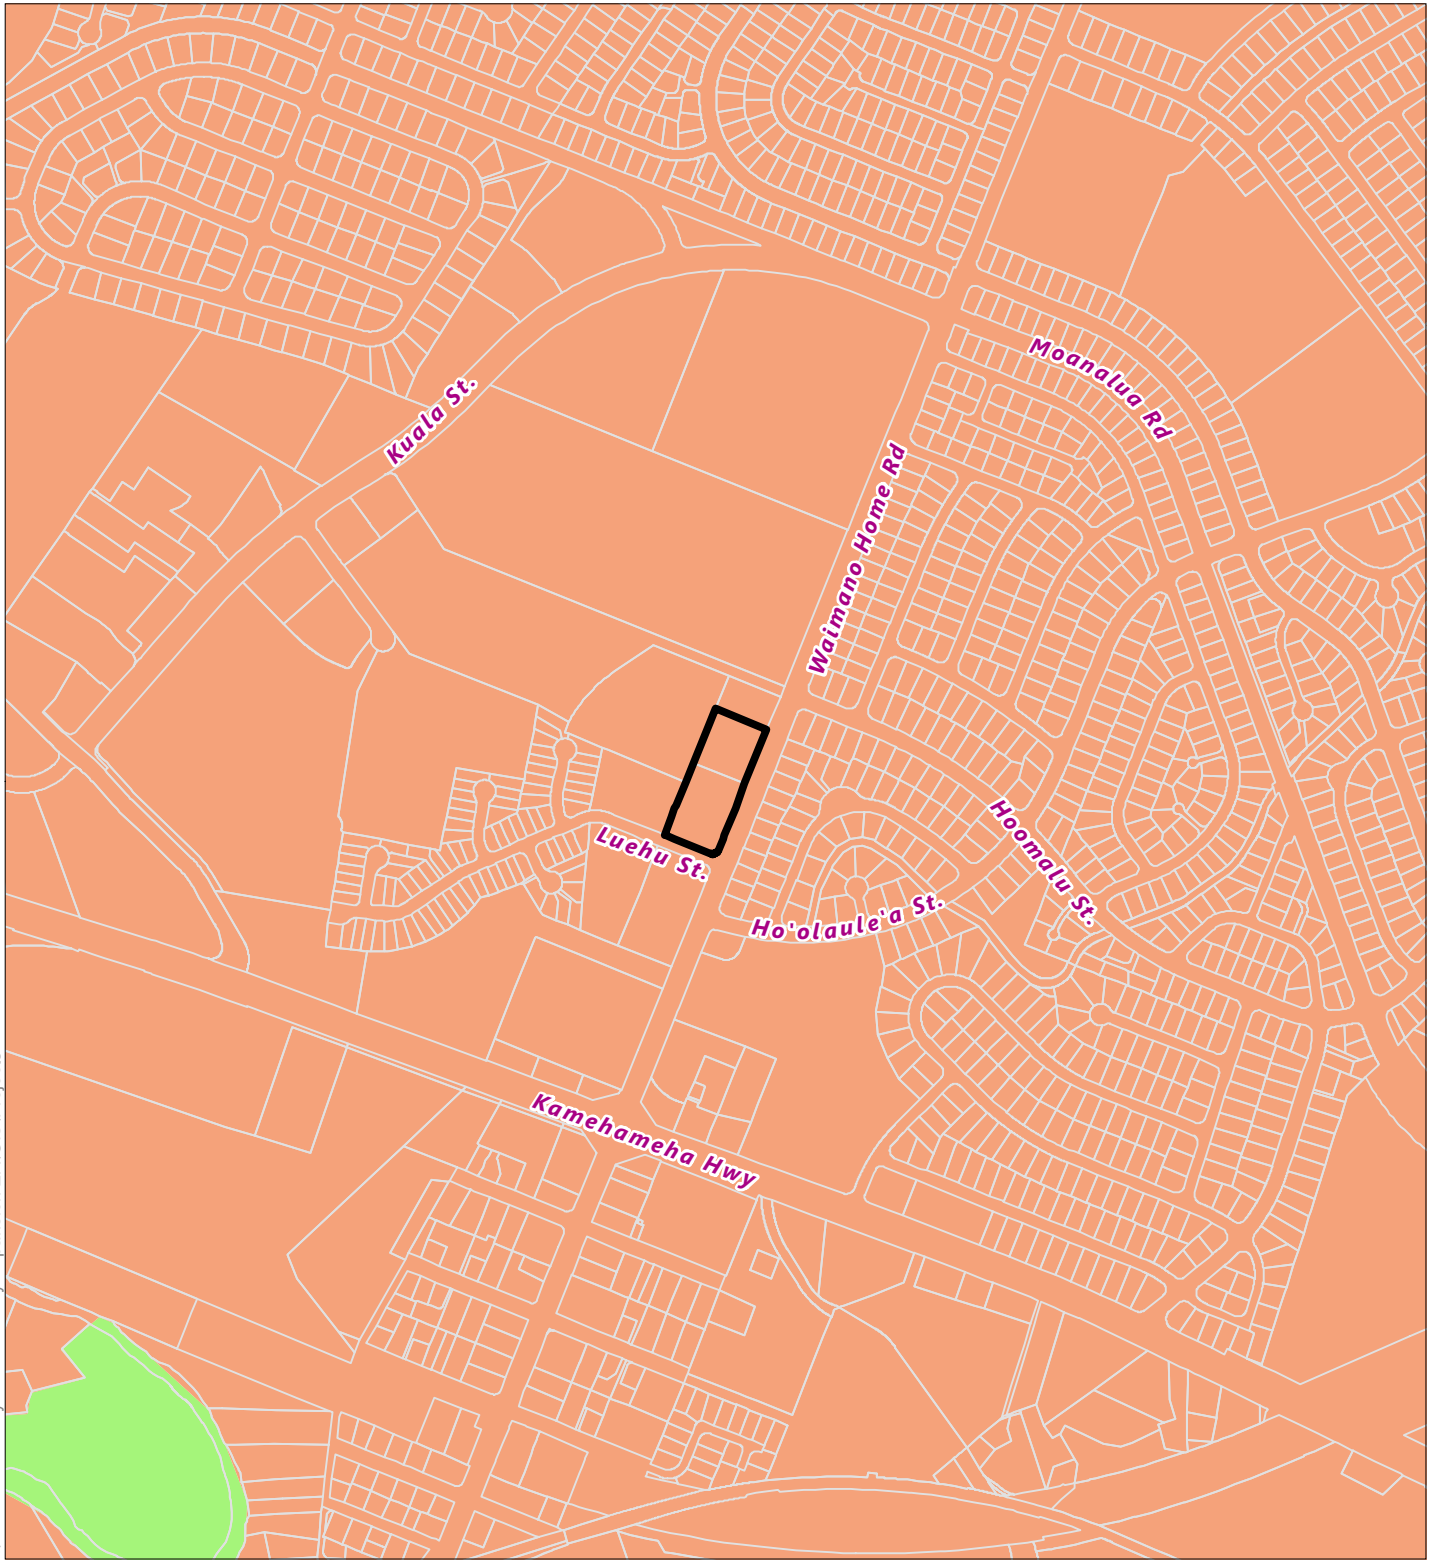 Moanalua Rd
Kuala St.
Waimano Home Rd
Hoomalu St.
Luehu St.
Ho'olaule'a St.
Kamehameha Hwy